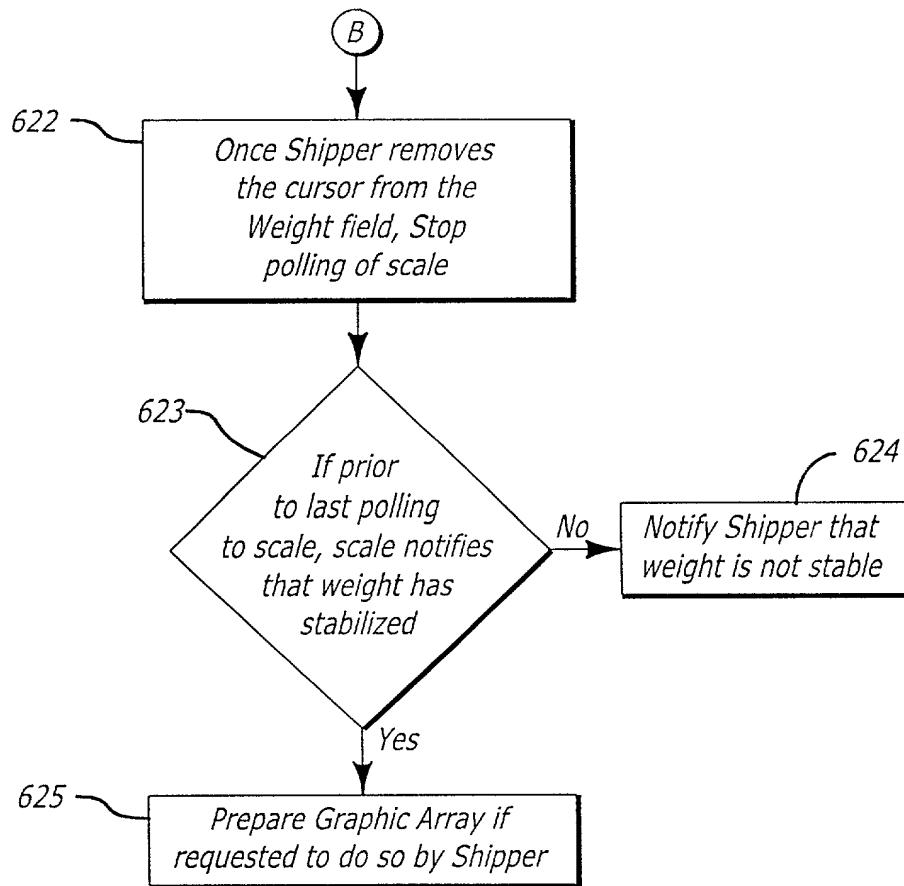 B
622
Once Shipper removes
the cursor from the
Weight field, Stop
polling of scale
623
If prior
to last polling
to scale, scale notifies
that weight has
stabilized
No
624
Notify Shipper that
weight is not stable
Yes
625
Prepare Graphic Array if
requested to do so by Shipper